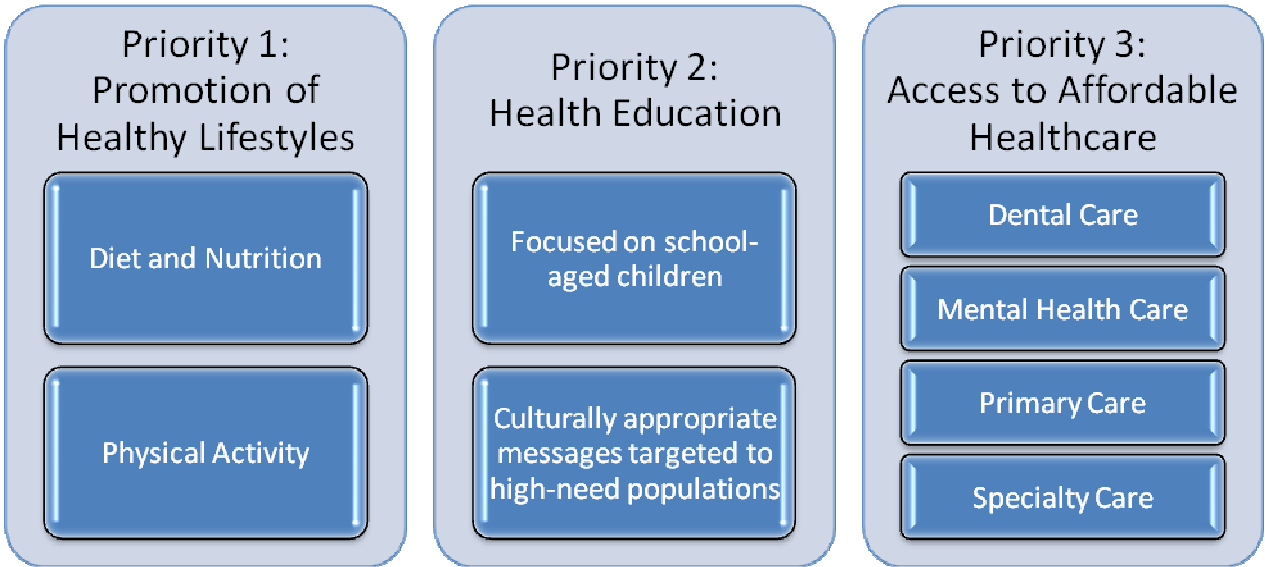 Priority 1:
Promotion of
Healthy Lifestyles
Diet and Nutrition
Physical Activity
Priority 2:
Health Education
Focused on school-
aged children
Culturally appropriate
messages targeted to
high-need populations
Priority 3:
Access to Affordable
Healthcare
Dental Care
Mental Health Care
Primary Care
Specialty Care